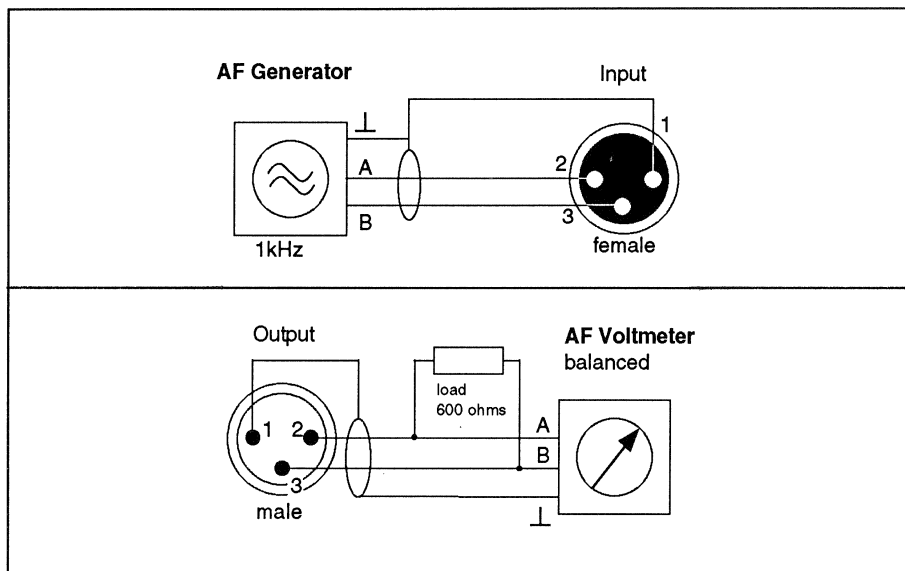 AF Generator
Input
⊥
1
A
2
B
3
1kHz
female
Output
AF Voltmeter
balanced
load
600 ohms
A
1
2
B
3
male
⊥